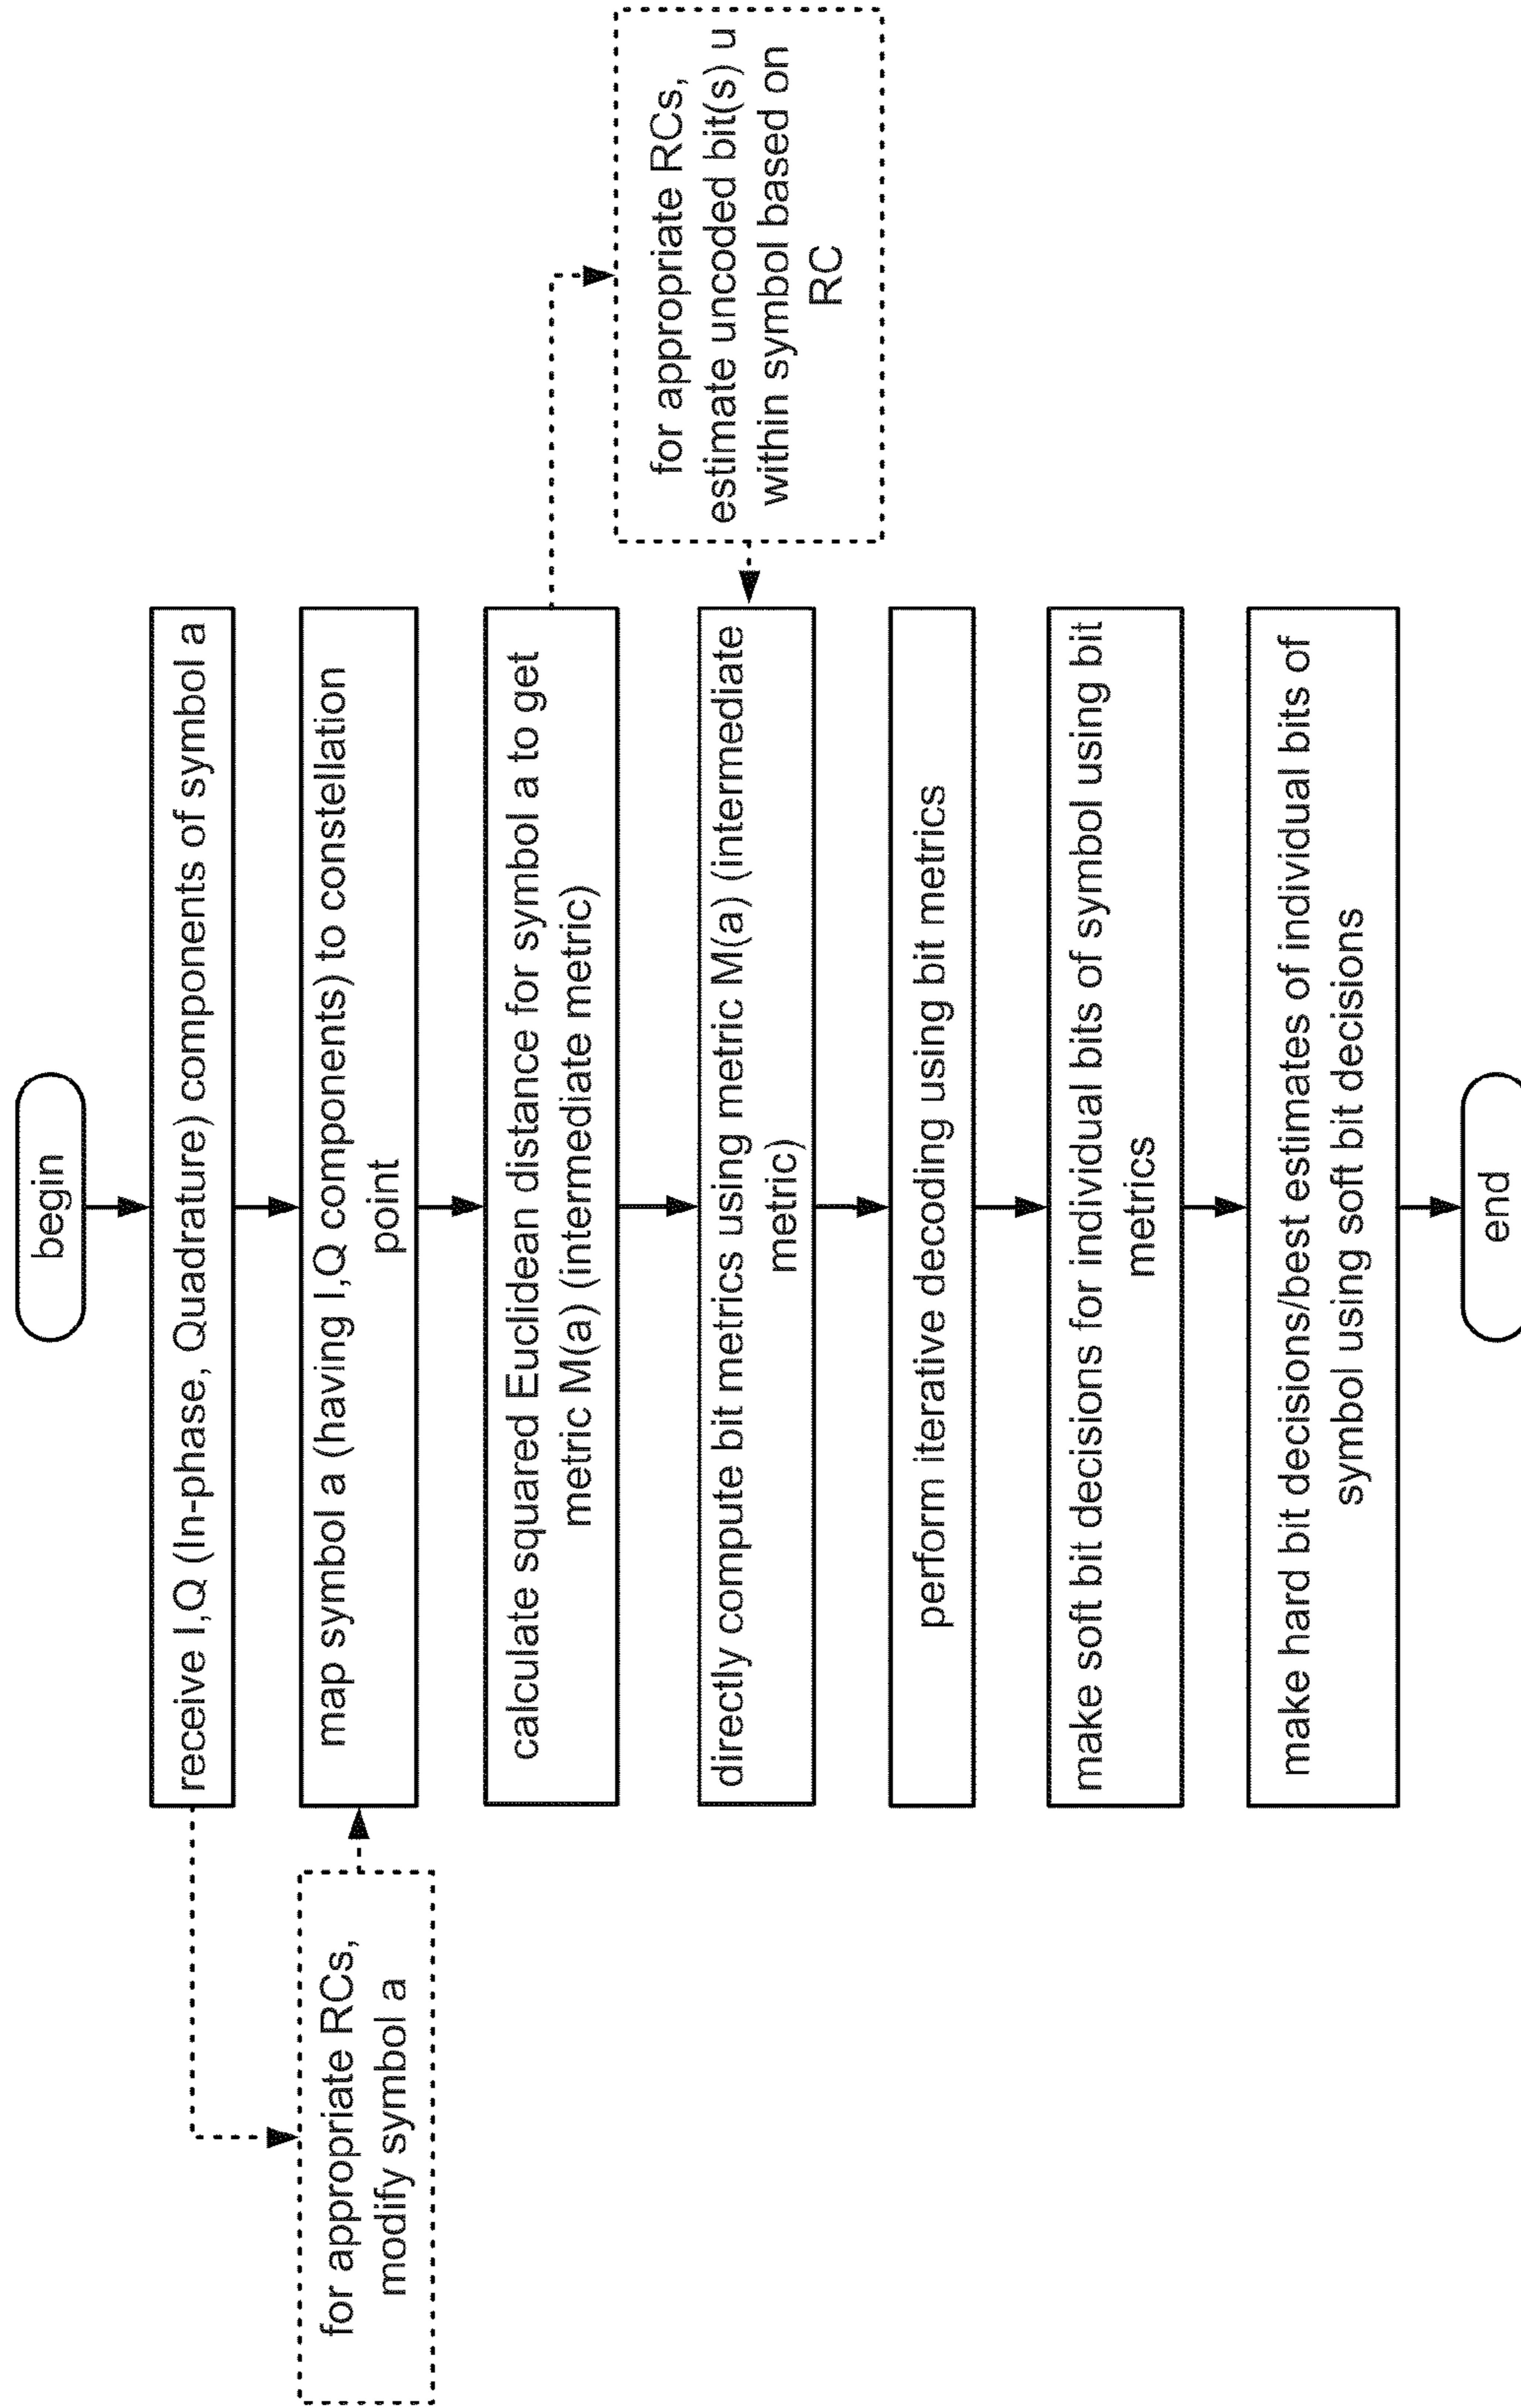 begin
receive I,Q (In-phase, Quadrature) components of symbol a
for appropriate RCs,
modify symbol a
map symbol a (having I,Q components) to constellation
point
calculate squared Euclidean distance for symbol a to get
metric M(a) (intermediate metric)
for appropriate RCs,
estimate uncoded bit(s) u
within symbol based on
RC
directly compute bit metrics using metric M(a) (intermediate
metric)
perform iterative decoding using bit metrics
make soft bit decisions for individual bits of symbol using bit
metrics
make hard bit decisions/best estimates of individual bits of
symbol using soft bit decisions
end